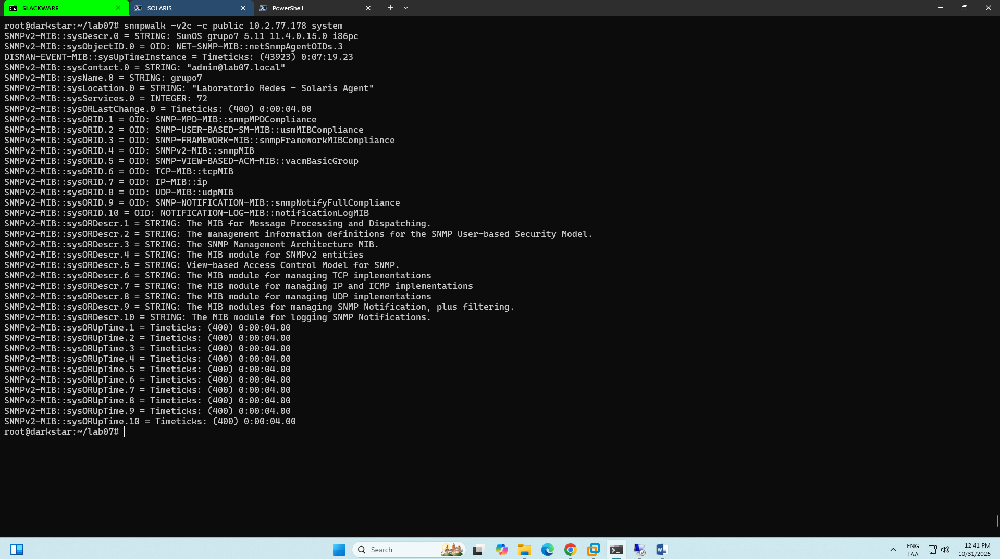 SLACKWARE
SOLARIS
PowerShell
root@darkstar:~/lab07# snmpwalk -v2c -c public 10.2.77.178 system
SNMPv2-MIB::sysDescr.0 = STRING: SunOS grupo7 5.11 11.4.0.15.0 i86pc
SNMPv2-MIB::sysObjectID.0 = OID: NET-SNMP-MIB::netSnmpAgentOIDs.3
DISMAN-EVENT-MIB::sysUpTimeInstance = Timeticks: (43923) 0:07:19.23
SNMPv2-MIB::sysContact.0 = STRING: "admin@lab07.local"
SNMPv2-MIB::sysName.0 = STRING: grupo7
SNMPv2-MIB::sysLocation.0 = STRING: "Laboratorio Redes - Solaris Agent"
SNMPv2-MIB::sysServices.0 = INTEGER: 72
SNMPv2-MIB::sysORLastChange.0 = Timeticks: (400) 0:00:04.00
SNMPv2-MIB::sysORID.1 = OID: SNMP-MPD-MIB::snmpMPDCompliance
SNMPv2-MIB::sysORID.2 = OID: SNMP-USER-BASED-SM-MIB::usmMIBCompliance
SNMPv2-MIB::sysORID.3 = OID: SNMP-FRAMEWORK-MIB::snmpFrameworkMIBCompliance
SNMPv2-MIB::sysORID.4 = OID: SNMPv2-MIB::snmpMIB
SNMPv2-MIB::sysORID.5 = OID: SNMP-VIEW-BASED-ACM-MIB::vacmBasicGroup
SNMPv2-MIB::sysORID.6 = OID: TCP-MIB::tcpMIB
SNMPv2-MIB::sysORID.7 = OID: IP-MIB::ip
SNMPv2-MIB::sysORID.8 = OID: UDP-MIB::udpMIB
SNMPv2-MIB::sysORID.9 = OID: SNMP-NOTIFICATION-MIB::snmpNotifyFullCompliance
SNMPv2-MIB::sysORID.10 = OID: NOTIFICATION-LOG-MIB::notificationLogMIB
SNMPv2-MIB::sysORDescr.1 = STRING: The MIB for Message Processing and Dispatching.
SNMPv2-MIB::sysORDescr.2 = STRING: The management information definitions for the SNMP User-based Security Model.
SNMPv2-MIB::sysORDescr.3 = STRING: The SNMP Management Architecture MIB.
SNMPv2-MIB::sysORDescr.4 = STRING: The MIB module for SNMPv2 entities
SNMPv2-MIB::sysORDescr.5 = STRING: View-based Access Control Model for SNMP.
SNMPv2-MIB::sysORDescr.6 = STRING: The MIB module for managing TCP implementations
SNMPv2-MIB::sysORDescr.7 = STRING: The MIB module for managing IP and ICMP implementations
SNMPv2-MIB::sysORDescr.8 = STRING: The MIB module for managing UDP implementations
SNMPv2-MIB::sysORDescr.9 = STRING: The MIB modules for managing SNMP Notification, plus filtering.
SNMPv2-MIB::sysORDescr.10 = STRING: The MIB module for logging SNMP Notifications.
SNMPv2-MIB::sysORUpTime.1 = Timeticks: (400) 0:00:04.00
SNMPv2-MIB::sysORUpTime.2 = Timeticks: (400) 0:00:04.00
SNMPv2-MIB::sysORUpTime.3 = Timeticks: (400) 0:00:04.00
SNMPv2-MIB::sysORUpTime.4 = Timeticks: (400) 0:00:04.00
SNMPv2-MIB::sysORUpTime.5 = Timeticks: (400) 0:00:04.00
SNMPv2-MIB::sysORUpTime.6 = Timeticks: (400) 0:00:04.00
SNMPv2-MIB::sysORUpTime.7 = Timeticks: (400) 0:00:04.00
SNMPv2-MIB::sysORUpTime.8 = Timeticks: (400) 0:00:04.00
SNMPv2-MIB::sysORUpTime.9 = Timeticks: (400) 0:00:04.00
SNMPv2-MIB::sysORUpTime.10 = Timeticks: (400) 0:00:04.00
root@darkstar:~/lab07#
Search
ENG
LAA
12:41 PM
10/31/2025